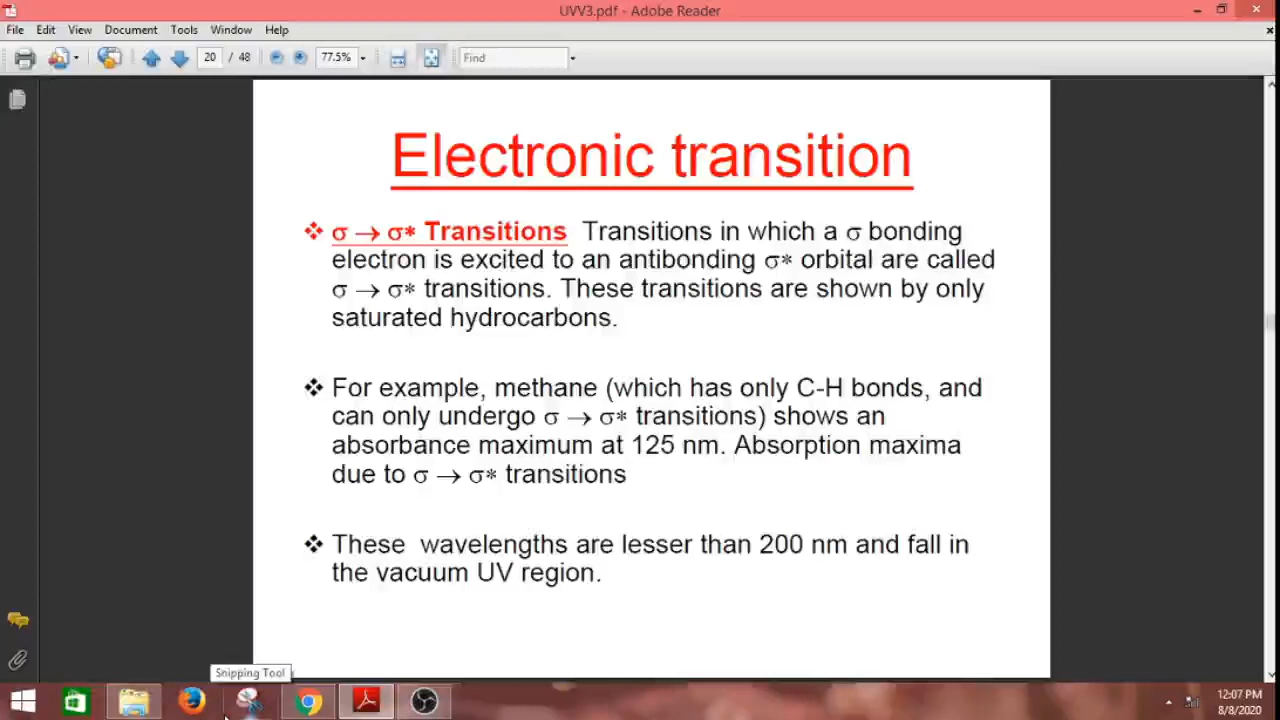 UVV3.pdf - Adobe Reader
File Edit View Document Tools Window Help
20 / 48 77.5% Find
Electronic transition
❖ σ → σ* Transitions Transitions in which a σ bonding
electron is excited to an antibonding σ* orbital are called
σ → σ* transitions. These transitions are shown by only
saturated hydrocarbons.
❖ For example, methane (which has only C-H bonds, and
can only undergo σ → σ* transitions) shows an
absorbance maximum at 125 nm. Absorption maxima
due to σ → σ* transitions
❖ These wavelengths are lesser than 200 nm and fall in
the vacuum UV region.
Snipping Tool
12:07 PM
8/8/2020